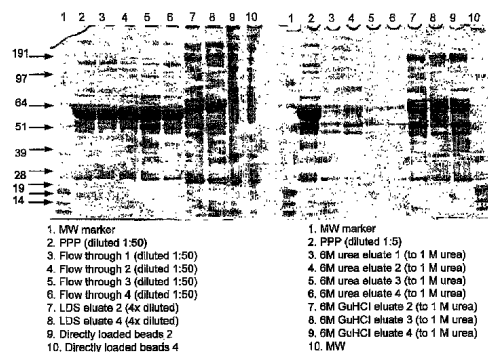 1 2 3 4 5 6 7 8 9 10
191
97
64
51
39
28
19
14
1. MW marker
2. PPP (diluted 1:50)
3. Flow through 1 (diluted 1:50)
4. Flow through 2 (diluted 1:50)
5. Flow through 3 (diluted 1:50)
6. Flow through 4 (diluted 1:50)
7. LDS eluate 2 (4x diluted)
8. LDS eluate 4 (4x diluted)
9. Directly loaded beads 2
10. Directly loaded beads 4
1 2 3 4 5 6 7 8 9 10
1. MW marker
2. PPP (diluted 1:5)
3. 6M urea eluate 1 (to 1 M urea)
4. 6M urea eluate 2 (to 1 M urea)
5. 6M urea eluate 3 (to 1 M urea)
6. 6M urea eluate 4 (to 1 M urea)
7. 6M GuHCl eluate 2 (to 1 M urea)
8. 6M GuHCl eluate 3 (to 1 M urea)
9. 6M GuHCl eluate 4 (to 1 M urea)
10. MW